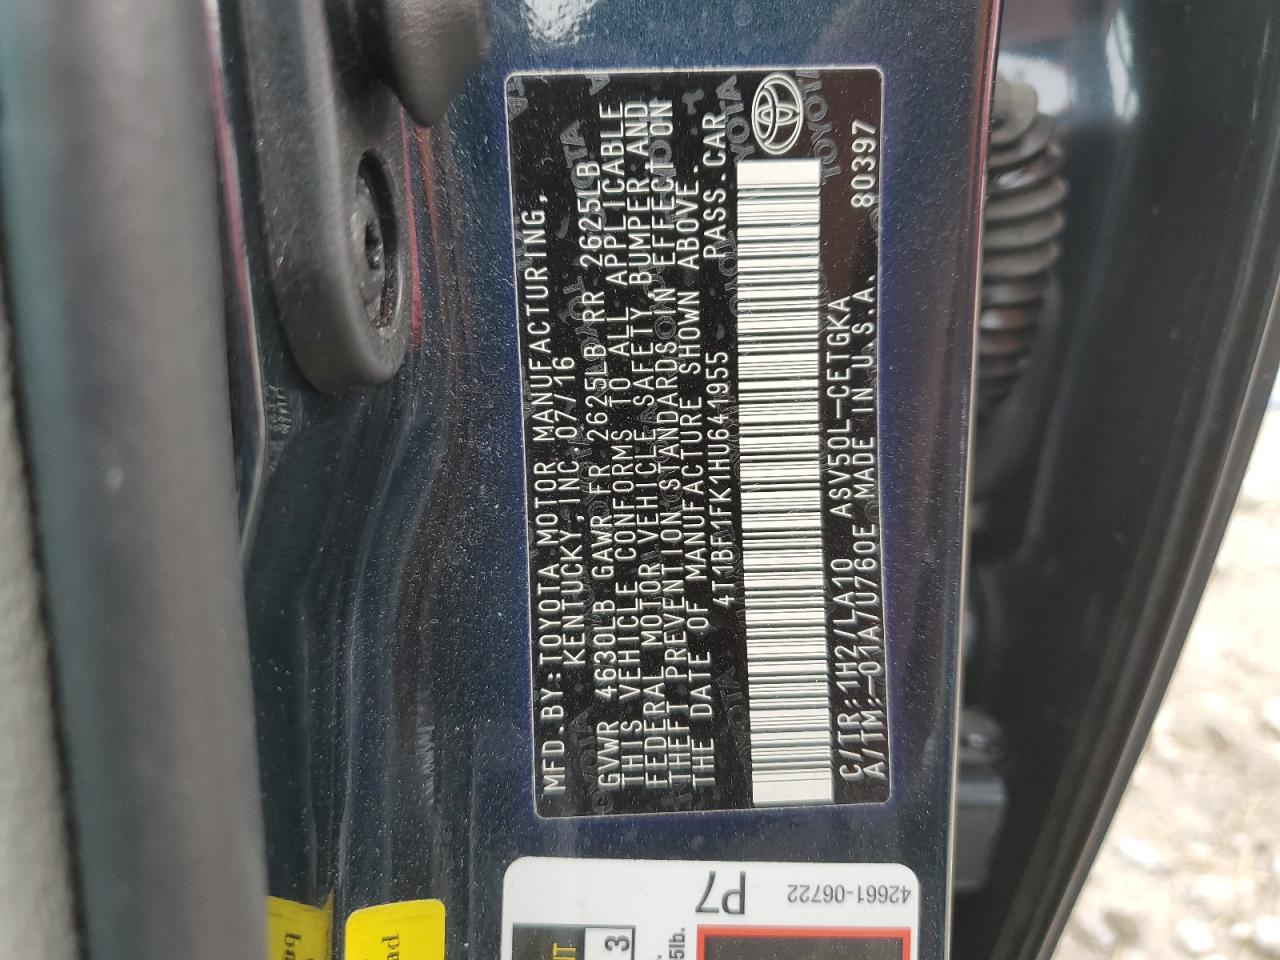 MFD.BY:TOYOTA MOTOR MANUFACTURING,
KENTUCKY,INC 07/16
GVWR 4630LB GAWR FR 2625LB RR 2625LB
THIS VEHICLE CONFORMS TO ALL APPLICABLE
FEDERAL MOTOR VEHICLE SAFETY, BUMPER,AND
THEFT PREVENTION STANDARDS IN EFFECT ON
THE DATE OF MANUFACTURE SHOWN ABOVE.
4T1BF1FK1HU641955 PASS.CAR
C/TR:1H2/LA10 ASV50L-CETGKA
A/TM:-01A/U760E MADE IN U.S.A. 80397
P7
42661-06722
3
5lb.